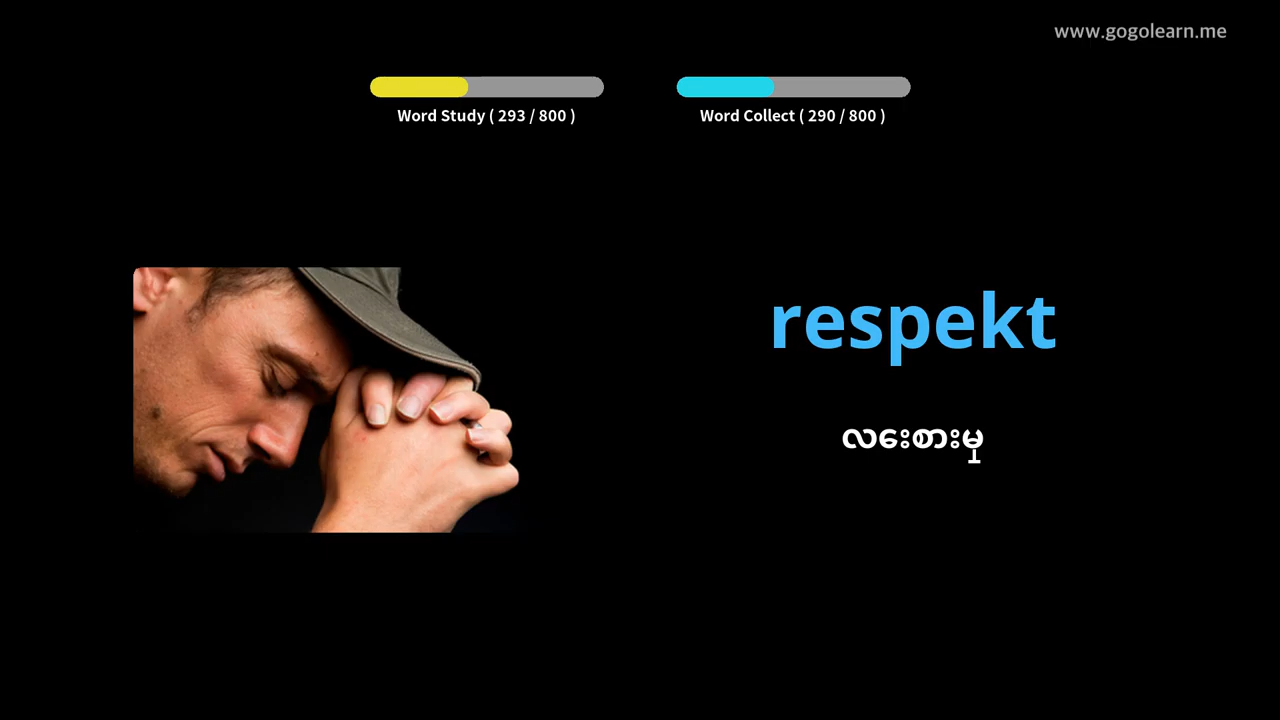 www.gogolearn.me
Word Study ( 293 / 800 )
Word Collect ( 290 / 800 )
respekt
လးေစားမှု